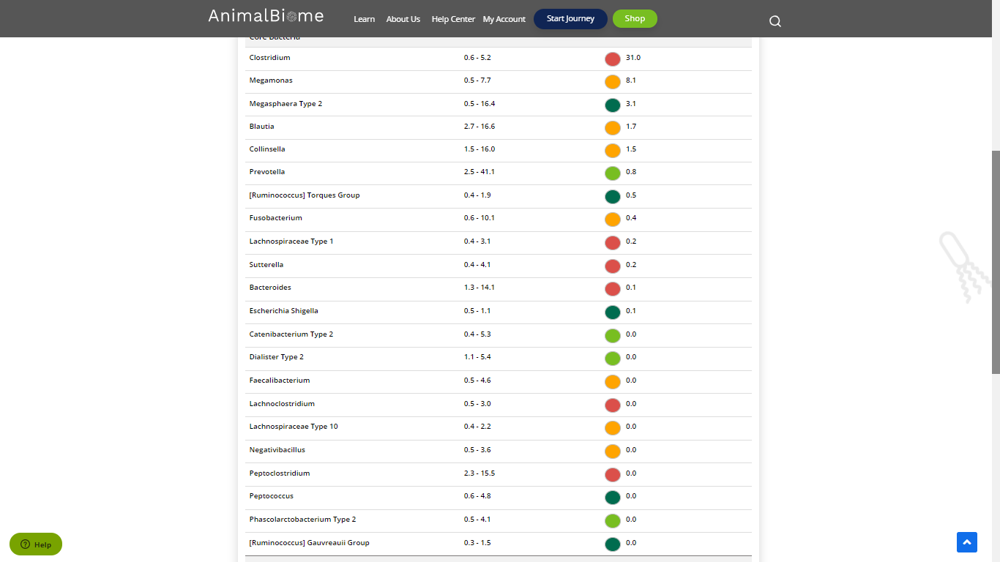 AnimalBiome
Learn About Us Help Center My Account Start Journey Shop
Core Bacteria
Clostridium 0.6 - 5.2 31.0
Megamonas 0.5 - 7.7 8.1
Megasphaera Type 2 0.5 - 16.4 3.1
Blautia 2.7 - 16.6 1.7
Collinsella 1.5 - 16.0 1.5
Prevotella 2.5 - 41.1 0.8
[Ruminococcus] Torques Group 0.4 - 1.9 0.5
Fusobacterium 0.6 - 10.1 0.4
Lachnospiraceae Type 1 0.4 - 3.1 0.2
Sutterella 0.4 - 4.1 0.2
Bacteroides 1.3 - 14.1 0.1
Escherichia Shigella 0.5 - 1.1 0.1
Catenibacterium Type 2 0.4 - 5.3 0.0
Dialister Type 2 1.1 - 5.4 0.0
Faecalibacterium 0.5 - 4.6 0.0
Lachnoclostridium 0.5 - 3.0 0.0
Lachnospiraceae Type 10 0.4 - 2.2 0.0
Negativibacillus 0.5 - 3.6 0.0
Peptoclostridium 2.3 - 15.5 0.0
Peptococcus 0.6 - 4.8 0.0
Phascolarctobacterium Type 2 0.5 - 4.1 0.0
[Ruminococcus] Gauvreauii Group 0.3 - 1.5 0.0
Help